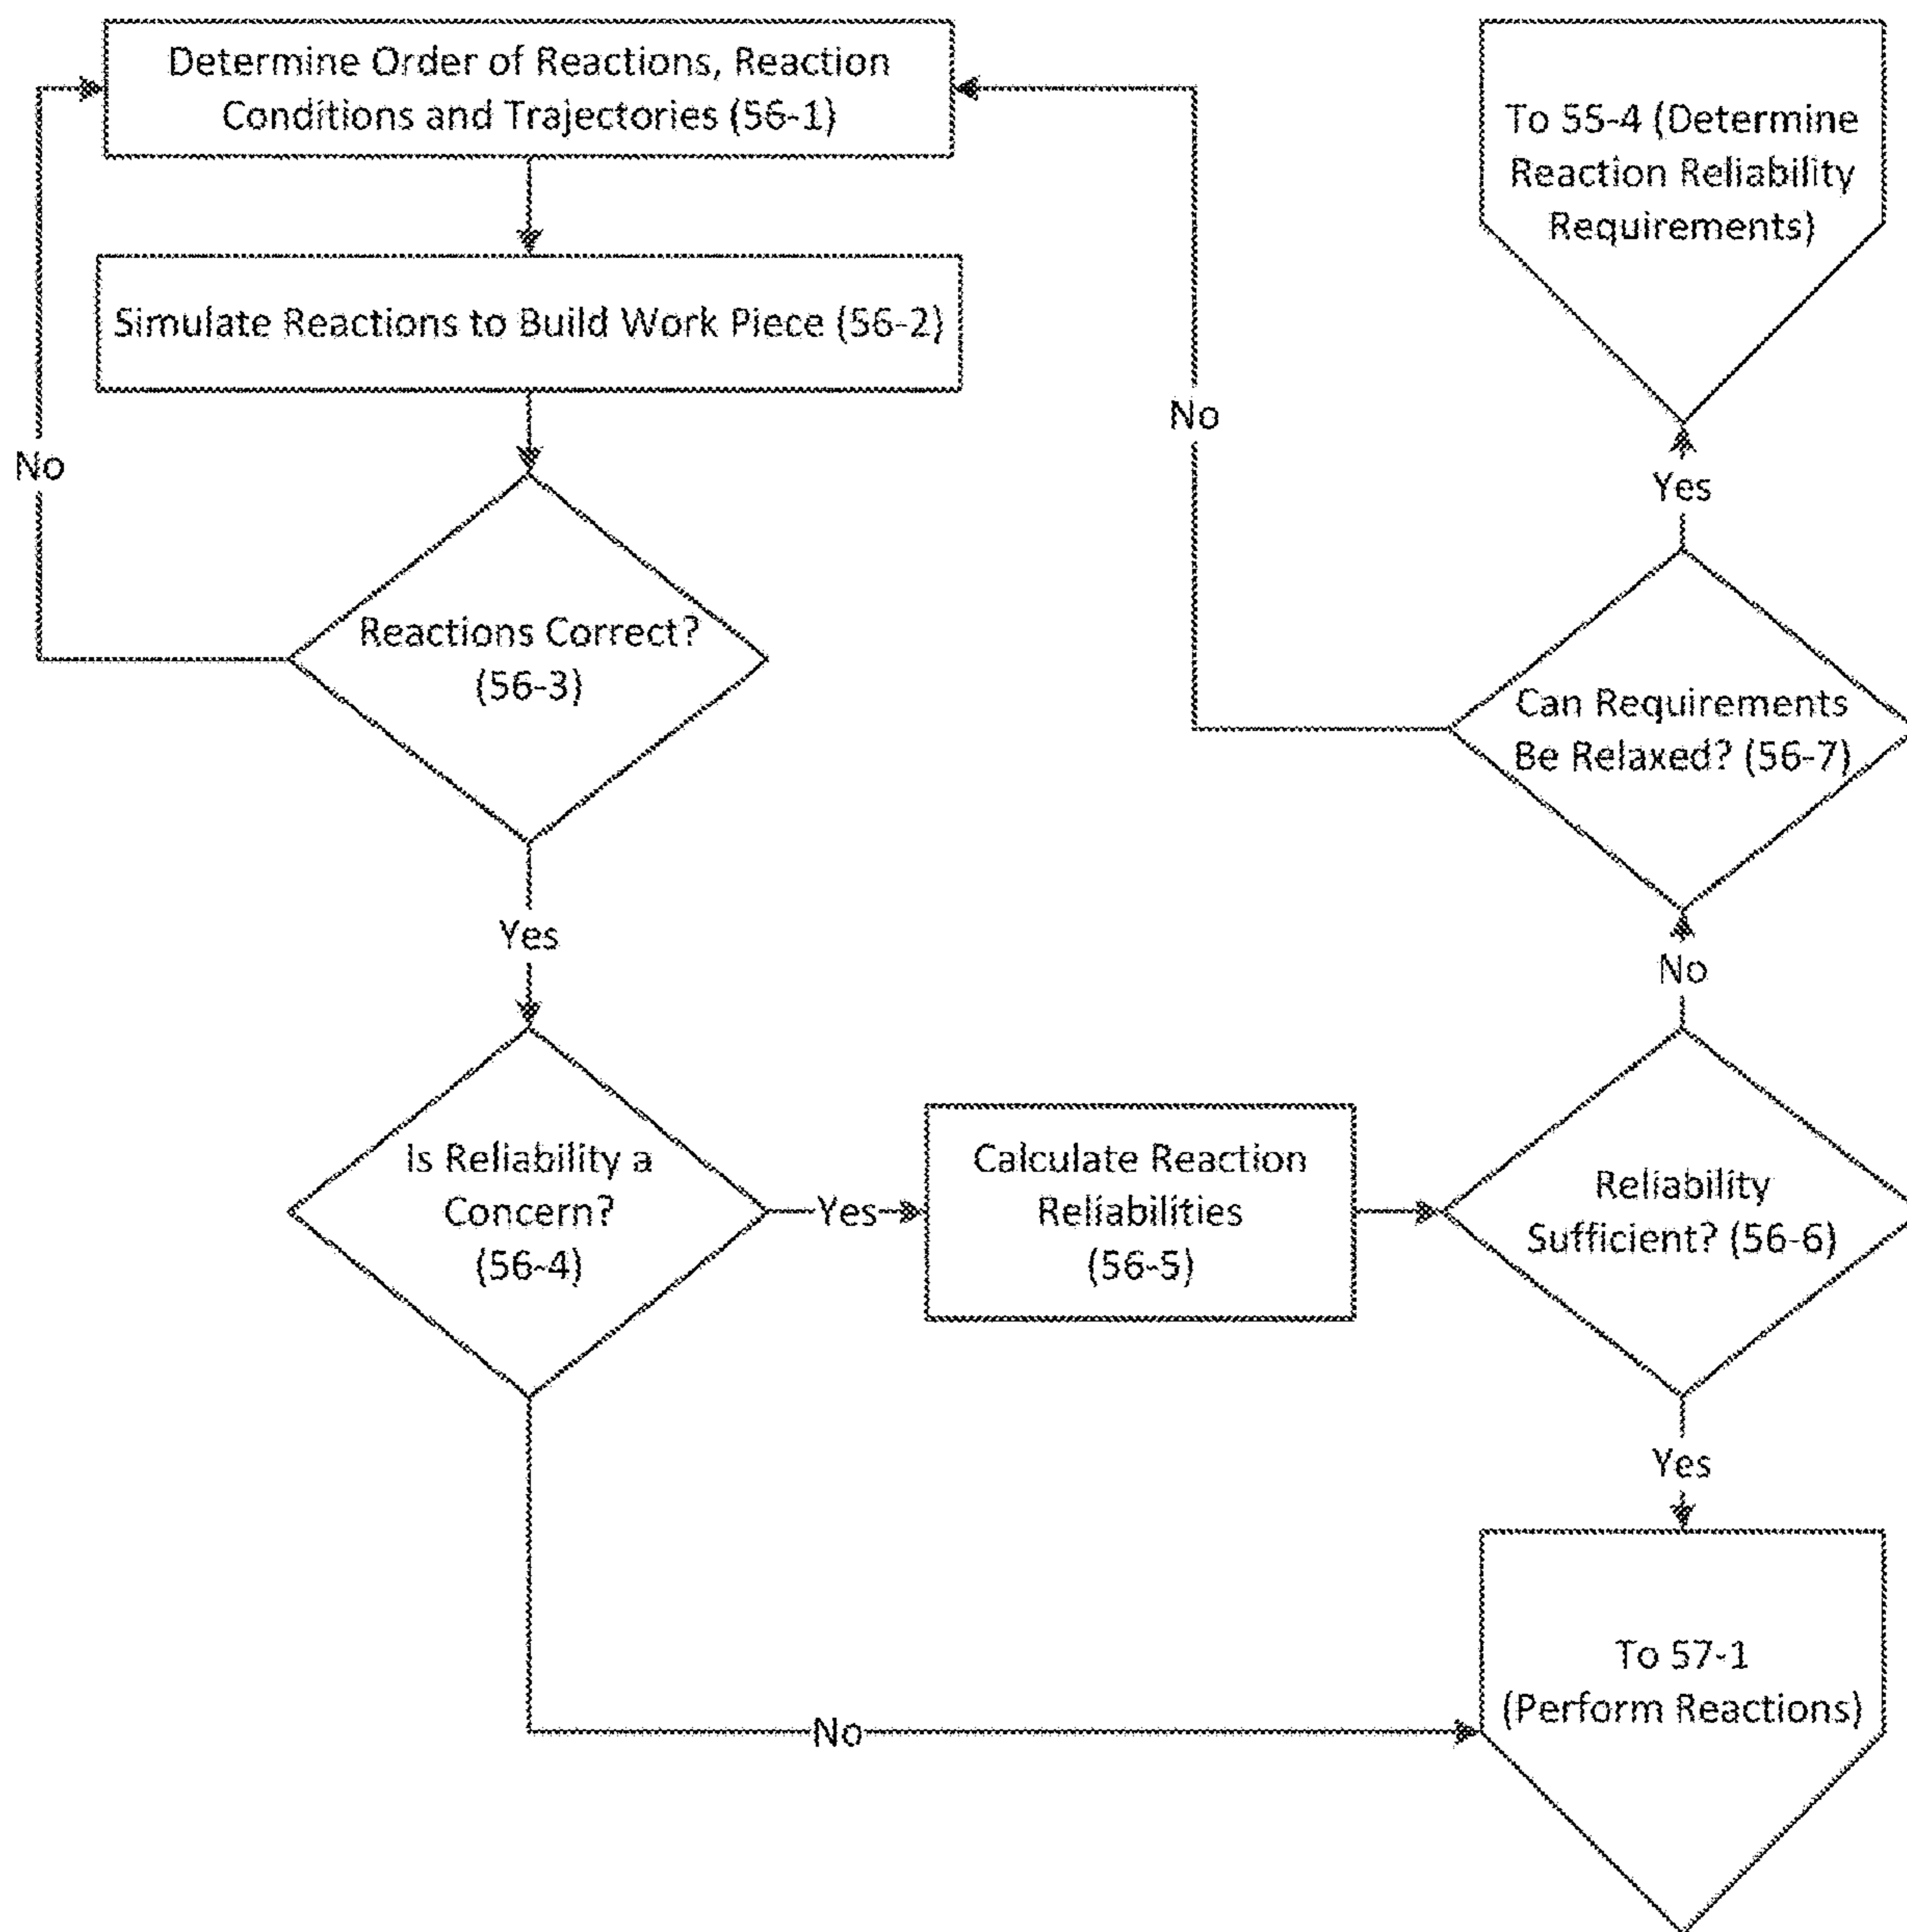 Determine Order of Reactions, Reaction
Conditions and Trajectories (56-1)
Simulate Reactions to Build Work Piece (56-2)
No
Reactions Correct?
(56-3)
Yes
Is Reliability a
Concern?
(56-4)
Yes
Calculate Reaction
Reliabilities
(56-5)
Reliability
Sufficient? (56-6)
No
Can Requirements
Be Relaxed? (56-7)
No
Yes
To 55-4 (Determine
Reaction Reliability
Requirements)
Yes
To 57-1
(Perform Reactions)
No